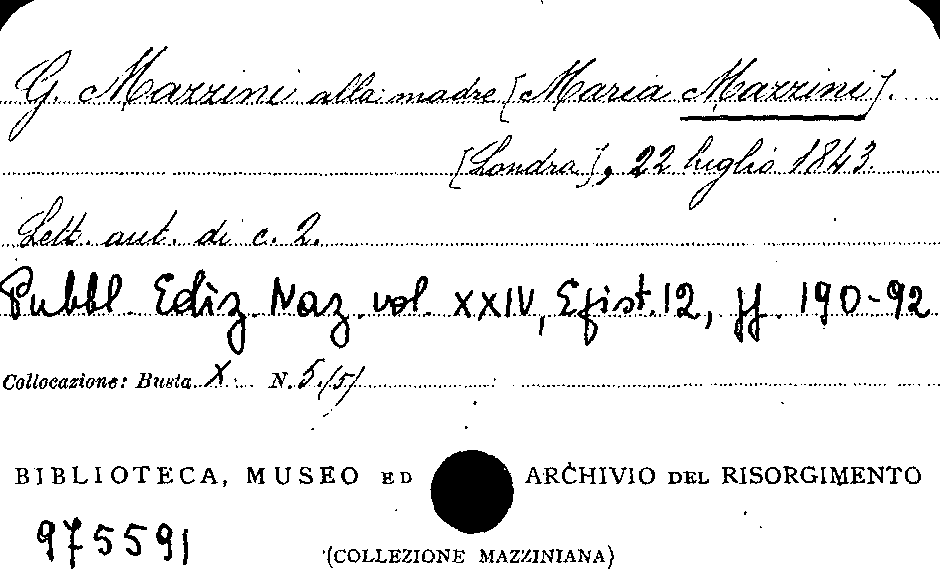 G. Mazzini alla madre [Maria Mazzini].
[Londra], 22 luglio 1843.
Lett. aut. di c. 2.
Pubbl. Ediz. Naz. vol. XXIV, Epist. 12, pp. 190-92
Collocazione: Busta X N. 5/(5)
BIBLIOTECA, MUSEO ED ARCHIVIO DEL RISORGIMENTO
975591
(COLLEZIONE MAZZINIANA)